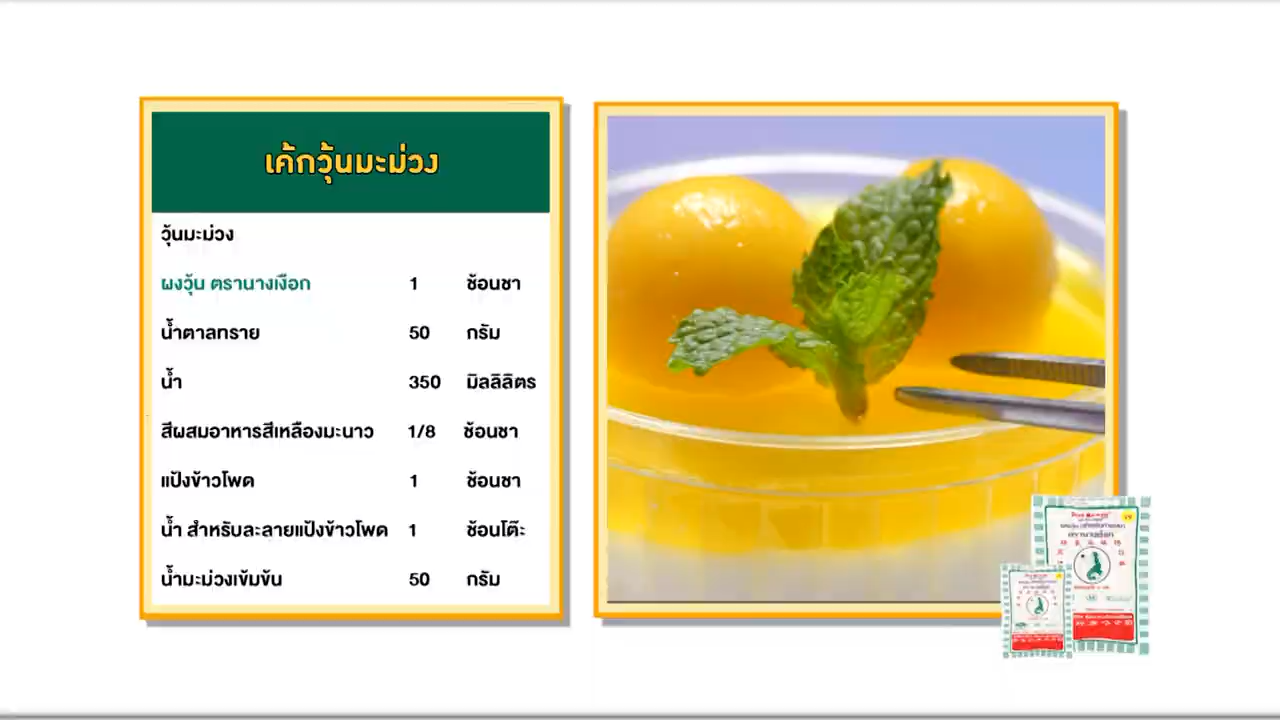 เค้กวุ้นมะม่วง
วุ้นมะม่วง
ผงวุ้น ตรานางเงือก 1 ช้อนชา
น้ำตาลทราย 50 กรัม
น้ำ 350 มิลลิลิตร
สีผสมอาหารสีเหลืองมะนาว 1/8 ช้อนชา
แป้งข้าวโพด 1 ช้อนชา
น้ำ สำหรับละลายแป้งข้าวโพด 1 ช้อนโต๊ะ
น้ำมะม่วงเข้มข้น 50 กรัม